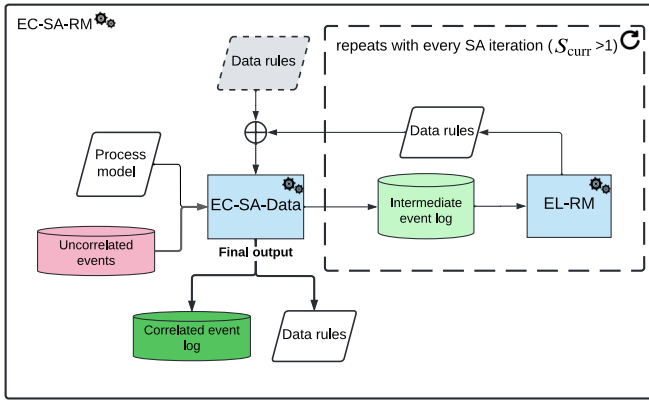 EC-SA-RM
repeats with every SA iteration (S_curr >1)
Data rules
Data rules
Process
model
EC-SA-Data
Intermediate
event log
EL-RM
Uncorrelated
events
Final output
Correlated event
log
Data rules